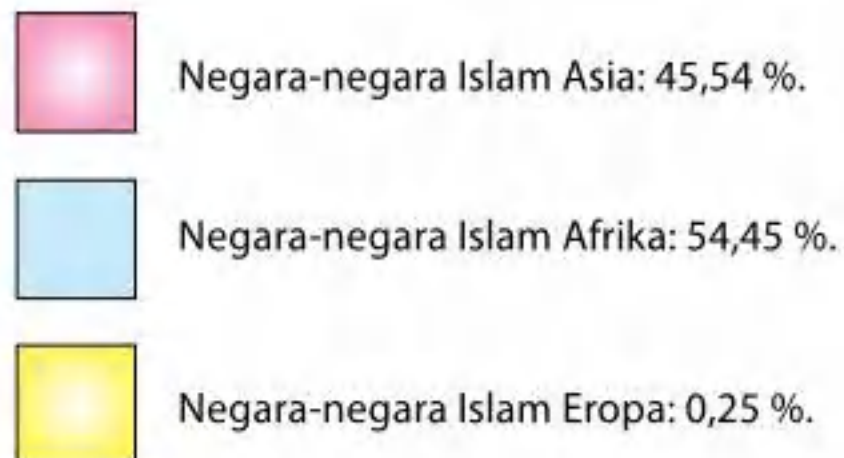 Negara-negara Islam Asia: 45,54 %.
Negara-negara Islam Afrika: 54,45 %.
Negara-negara Islam Eropa: 0,25 %.